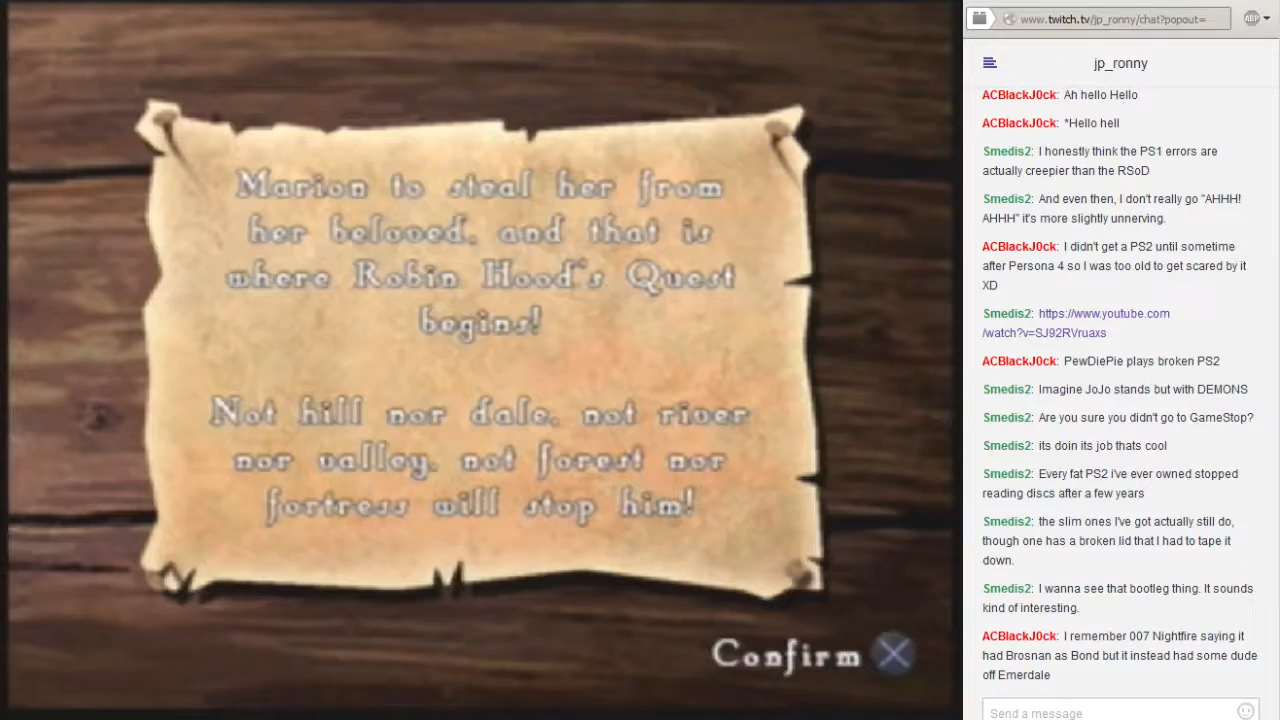 Marion to steal her from
her beloved, and that is
where Robin Hood's Quest
begins!
Not hill nor dale, not river
nor valley, not forest nor
fortress will stop him!
Confirm
www.twitch.tv/jp_ronny/chat?popout=
ABP
jp_ronny
ACBlackJ0ck: Ah hello Hello
ACBlackJ0ck: *Hello hell
Smedis2: I honestly think the PS1 errors are
actually creepier than the RSoD
Smedis2: And even then, I don't really go "AHHH!
AHHH" it's more slightly unnerving.
ACBlackJ0ck: I didn't get a PS2 until sometime
after Persona 4 so I was too old to get scared by it
XD
Smedis2: https://www.youtube.com
/watch?v=SJ92RVruaxs
ACBlackJ0ck: PewDiePie plays broken PS2
Smedis2: Imagine JoJo stands but with DEMONS
Smedis2: Are you sure you didn't go to GameStop?
Smedis2: its doin its job thats cool
Smedis2: Every fat PS2 i've ever owned stopped
reading discs after a few years
Smedis2: the slim ones I've got actually still do,
though one has a broken lid that I had to tape it
down.
Smedis2: I wanna see that bootleg thing. It sounds
kind of interesting.
ACBlackJ0ck: I remember 007 Nightfire saying it
had Brosnan as Bond but it instead had some dude
off Emerdale
Send a message